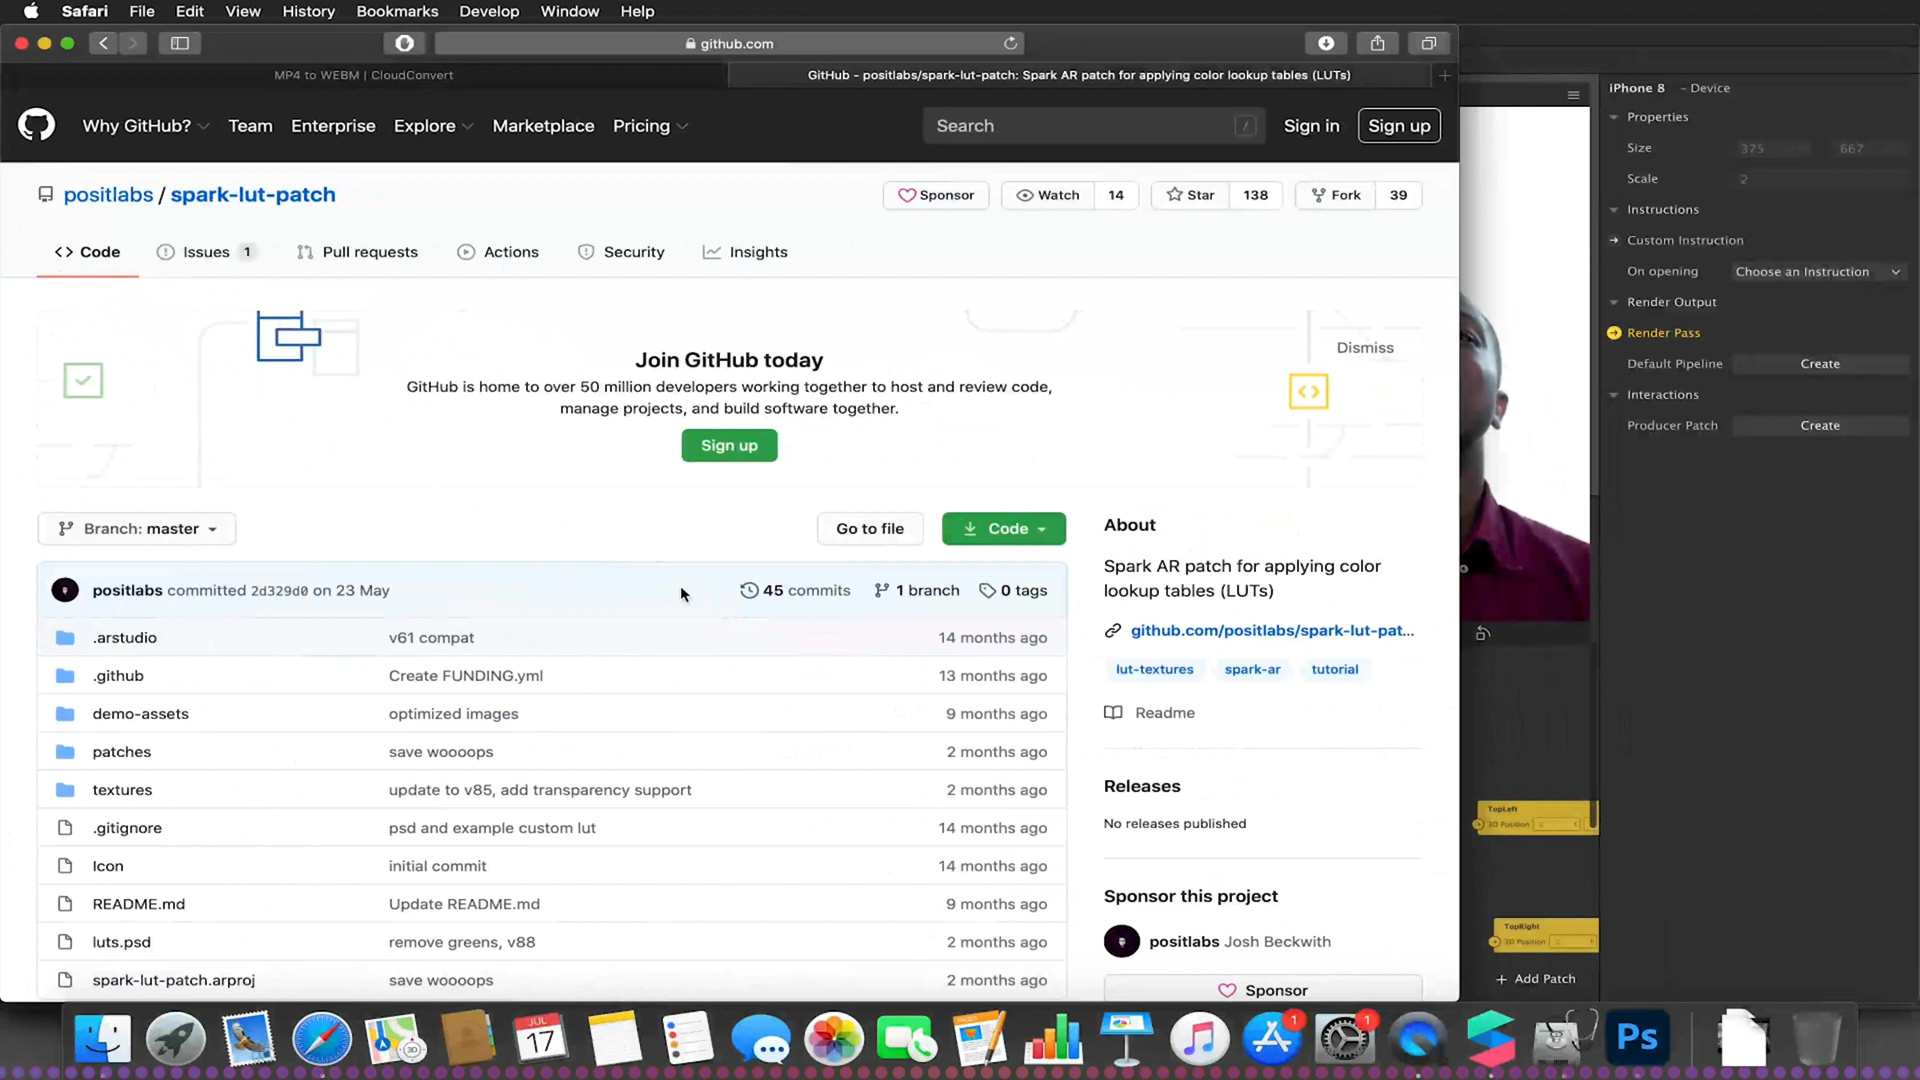 Safari File Edit View History Bookmarks Develop Window Help
github.com
MP4 to WEBM | CloudConvert
GitHub - positlabs/spark-lut-patch: Spark AR patch for applying color lookup tables (LUTs)
Why GitHub? Team Enterprise Explore Marketplace Pricing Search / Sign in Sign up
positlabs / spark-lut-patch
Sponsor Watch 14 Star 138 Fork 39
Code Issues 1 Pull requests Actions Security Insights
Join GitHub today
Dismiss
GitHub is home to over 50 million developers working together to host and review code,
manage projects, and build software together.
Sign up
Branch: master Go to file Code
positlabs committed 2d329d0 on 23 May 45 commits 1 branch 0 tags
.arstudio v61 compat 14 months ago
.github Create FUNDING.yml 13 months ago
demo-assets optimized images 9 months ago
patches save woooops 2 months ago
textures update to v85, add transparency support 2 months ago
.gitignore psd and example custom lut 14 months ago
Icon initial commit 14 months ago
README.md Update README.md 9 months ago
luts.psd remove greens, v88 2 months ago
spark-lut-patch.arproj save woooops 2 months ago
About
Spark AR patch for applying color
lookup tables (LUTs)
github.com/positlabs/spark-lut-pat...
lut-textures spark-ar tutorial
Readme
Releases
No releases published
Sponsor this project
positlabs Josh Beckwith
Sponsor
iPhone 8 - Device
Properties
Size 375 667
Scale 2
Instructions
Custom Instruction
On opening Choose an Instruction
Render Output
Render Pass
Default Pipeline Create
Interactions
Producer Patch Create
TopLeft
3D Position
TopRight
3D Position
+ Add Patch
JUL
17
3D
1
1
Ps